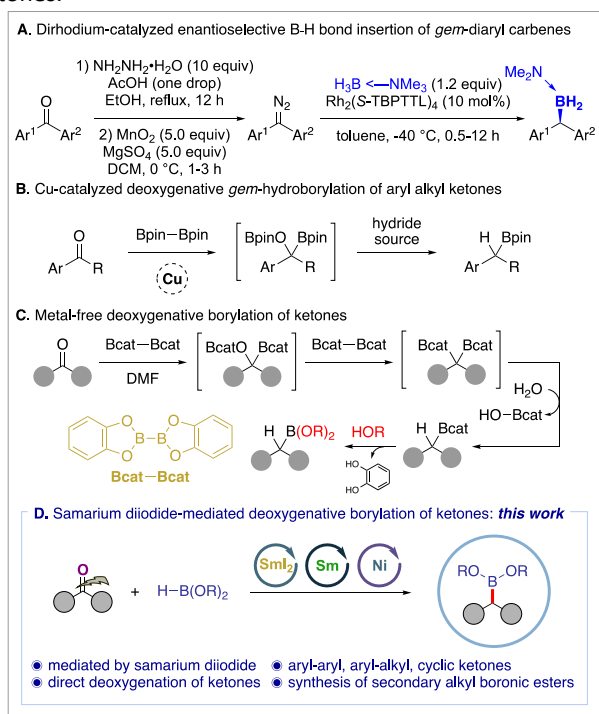 tones.
A. Dirhodium-catalyzed enantioselective B-H bond insertion of gem-diaryl carbenes
1) NH2NH2•H2O (10 equiv)
AcOH (one drop)
EtOH, reflux, 12 h
2) MnO2 (5.0 equiv)
MgSO4 (5.0 equiv)
DCM, 0 °C, 1-3 h
O
Ar1 Ar2
N2
Ar1 Ar2
H3B <—NMe3 (1.2 equiv)
Rh2(S-TBPTTL)4 (10 mol%)
toluene, -40 °C, 0.5-12 h
Me2N
BH2
Ar1 Ar2
B. Cu-catalyzed deoxygenative gem-hydroborylation of aryl alkyl ketones
O
Ar R
Bpin−Bpin
Cu
BpinO Bpin
Ar R
hydride
source
H Bpin
Ar R
C. Metal-free deoxygenative borylation of ketones
O
Bcat−Bcat
DMF
BcatO Bcat
Bcat−Bcat
Bcat Bcat
H2O
HO−Bcat
H Bcat
HOR
HO
HO
H B(OR)2
O O
B−B
O O
Bcat−Bcat
D. Samarium diiodide-mediated deoxygenative borylation of ketones: this work
O
+ H−B(OR)2
SmI2 Sm Ni
RO OR
B
◉ mediated by samarium diiodide ◉ aryl-aryl, aryl-alkyl, cyclic ketones
◉ direct deoxygenation of ketones ◉ synthesis of secondary alkyl boronic esters